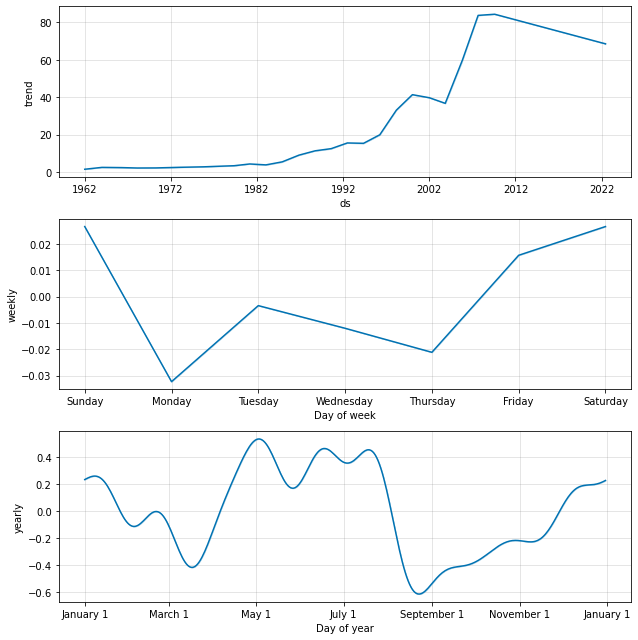 80
60
40
20
0
trend
1962 1972 1982 1992 2002 2012 2022
ds
0.02
0.01
0.00
−0.01
−0.02
−0.03
weekly
Sunday Monday Tuesday Wednesday Thursday Friday Saturday
Day of week
0.4
0.2
0.0
−0.2
−0.4
−0.6
yearly
January 1 March 1 May 1 July 1 September 1 November 1 January 1
Day of year